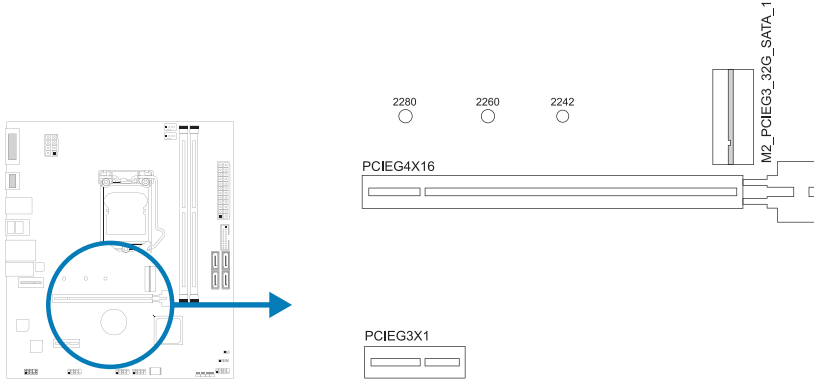 M2_PCIEG3_32G_SATA_1
2280 2260 2242
PCIEG4X16
PCIEG3X1